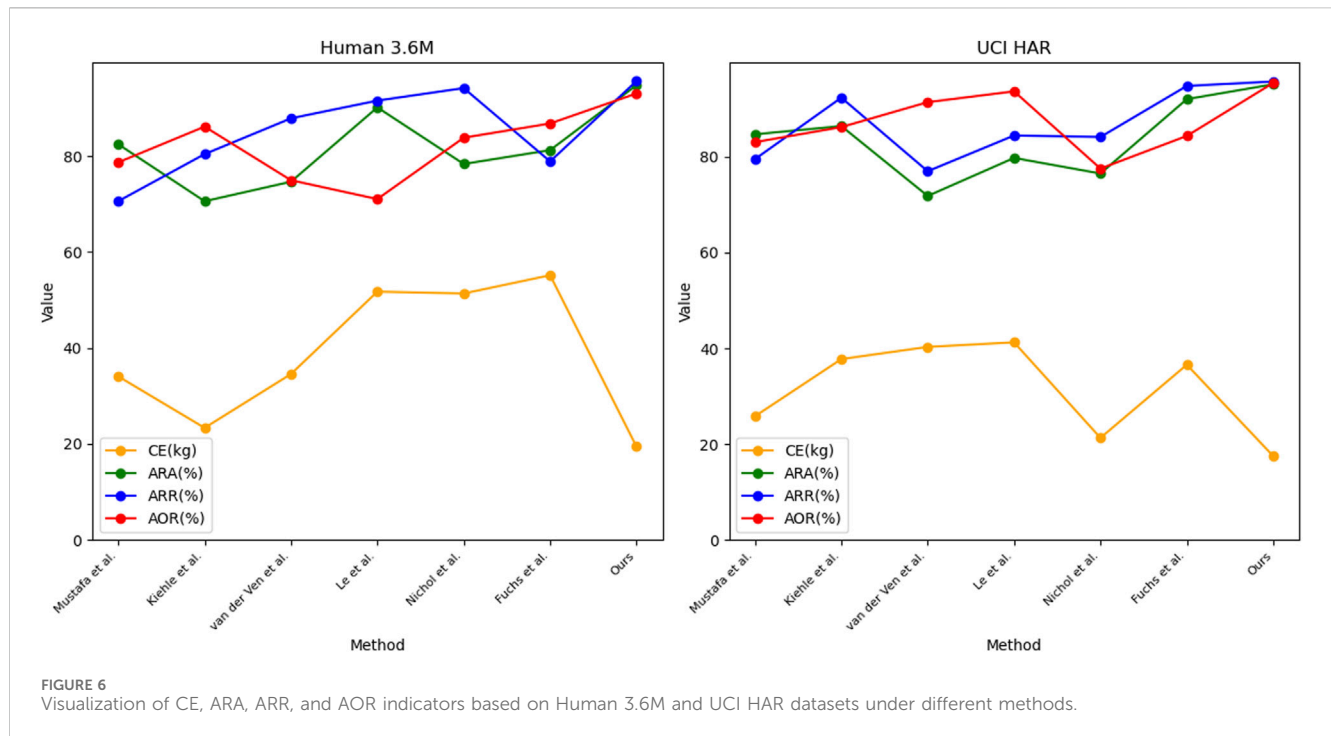 Human 3.6M
Value
80
60
40
20
0
CE(kg)
ARA(%)
ARR(%)
AOR(%)
Mustafa et al.
Kiehle et al.
van der Ven et al.
Le et al.
Nichol et al.
Fuchs et al.
Ours
Method
UCI HAR
Value
80
60
40
20
0
CE(kg)
ARA(%)
ARR(%)
AOR(%)
Mustafa et al.
Kiehle et al.
van der Ven et al.
Le et al.
Nichol et al.
Fuchs et al.
Ours
Method
FIGURE 6
Visualization of CE, ARA, ARR, and AOR indicators based on Human 3.6M and UCI HAR datasets under different methods.